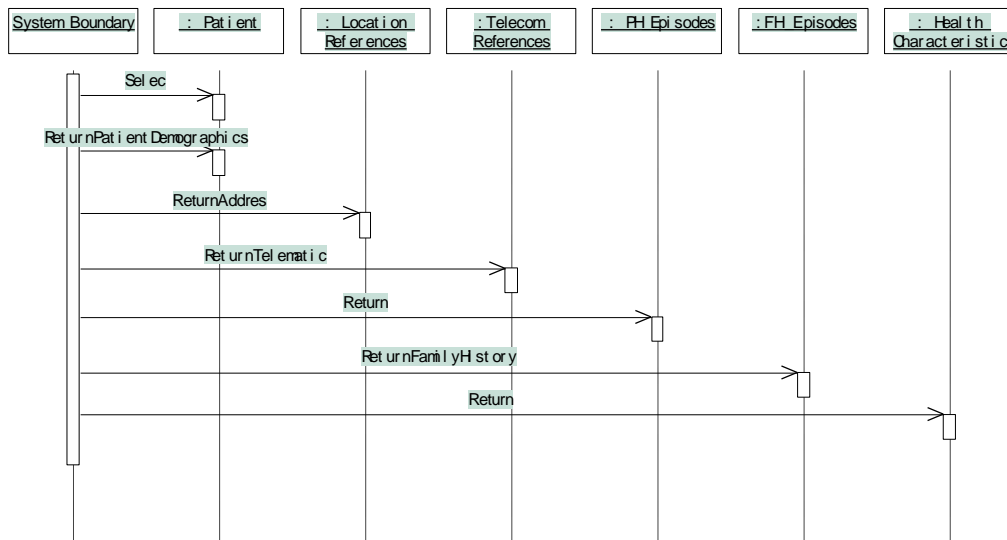 System Boundary
: Patient
: Location
References
: Telecom
References
: PH Episodes
: FH Episodes
: Health
Characteristic
Selec
ReturnPatientDemographics
ReturnAddres
ReturnTelematic
Return
ReturnFamilyHistory
Return